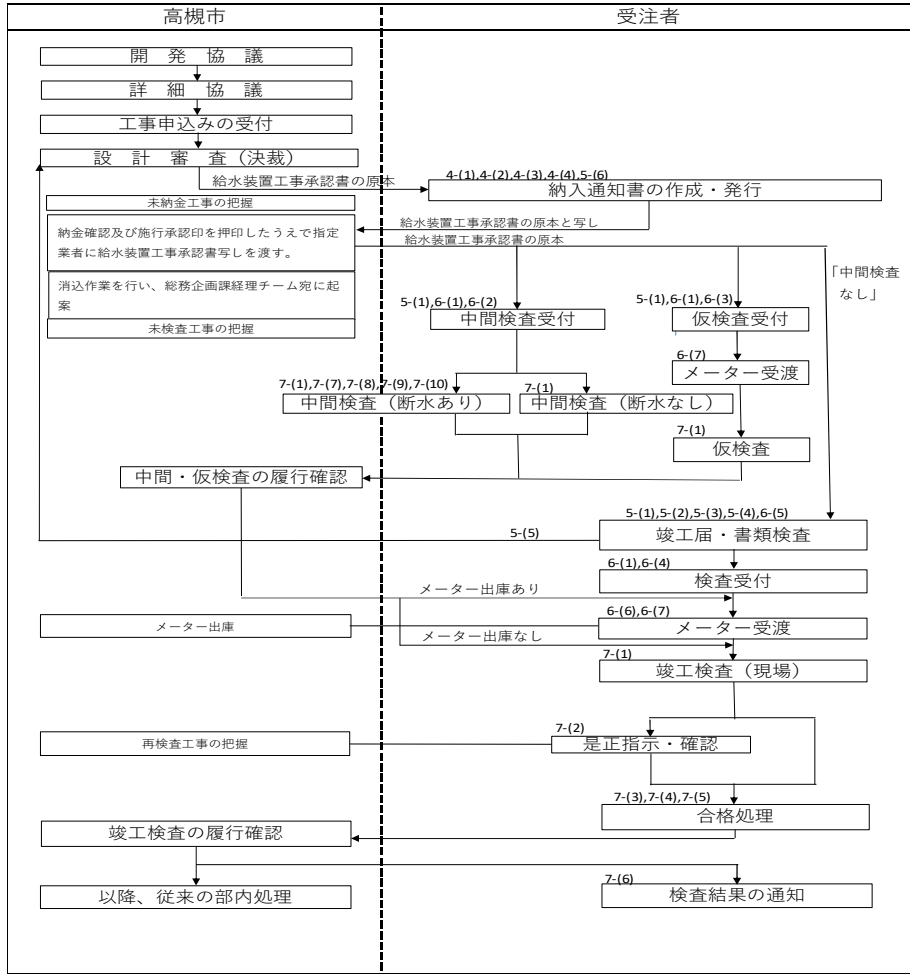 高槻市
受注者
開 発 協 議
詳 細 協 議
工事申込みの受付
設 計 審 査（決裁）
給水装置工事承認書の原本
4-(1),4-(2),4-(3),4-(4),5-(6)
納入通知書の作成・発行
未納金工事の把握
給水装置工事承認書の原本と写し
納金確認及び施行承認印を押印したうえで指定
業者に給水装置工事承認書写しを渡す。
給水装置工事承認書の原本
「中間検査
なし」
消込作業を行い、総務企画課経理チーム宛に起
案
未検査工事の把握
5-(1),6-(1),6-(2)
中間検査受付
5-(1),6-(1),6-(3)
仮検査受付
6-(7)
メーター受渡
7-(1),7-(7),7-(8),7-(9),7-(10)
中間検査（断水あり）
7-(1)
中間検査（断水なし）
7-(1)
仮検査
中間・仮検査の履行確認
5-(1),5-(2),5-(3),5-(4),6-(5)
竣工届・書類検査
5-(5)
6-(1),6-(4)
検査受付
メーター出庫あり
6-(6),6-(7)
メーター受渡
メーター出庫
メーター出庫なし
7-(1)
竣工検査（現場）
7-(2)
是正指示・確認
再検査工事の把握
7-(3),7-(4),7-(5)
合格処理
竣工検査の履行確認
7-(6)
検査結果の通知
以降、従来の部内処理